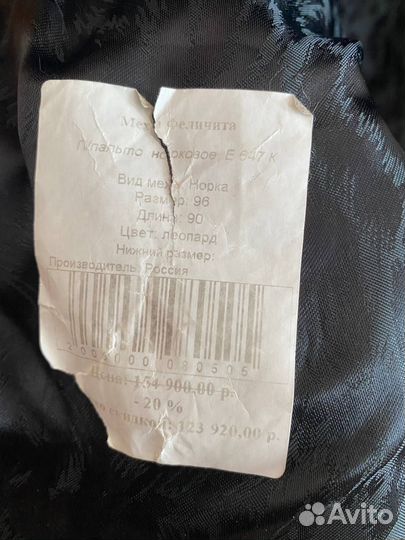 Меха Феличита
П/пальто норковое, Е 647 К
Вид меха: Норка
Размер: 96
Длина: 90
Цвет: леопард
Нижний размер:
Производитель: Россия
2000000080505
Цена: 154 900,00 р.
- 20 %
со скидкой: 123 920,00 р.
Avito